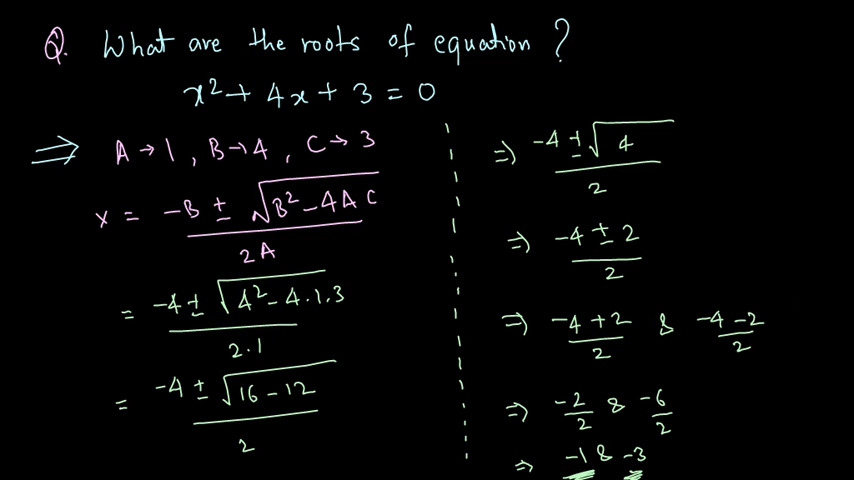 Q. What are the roots of equation ?
x² + 4x + 3 = 0
⇒ A → 1 , B → 4 , C → 3
x = (-B ± √(B² - 4AC)) / 2A
= (-4 ± √(4² - 4·1·3)) / 2·1
= (-4 ± √(16 - 12)) / 2
⇒ (-4 ± √4) / 2
⇒ (-4 ± 2) / 2
⇒ (-4 + 2) / 2 & (-4 - 2) / 2
⇒ -2/2 & -6/2
⇒ -1 & -3